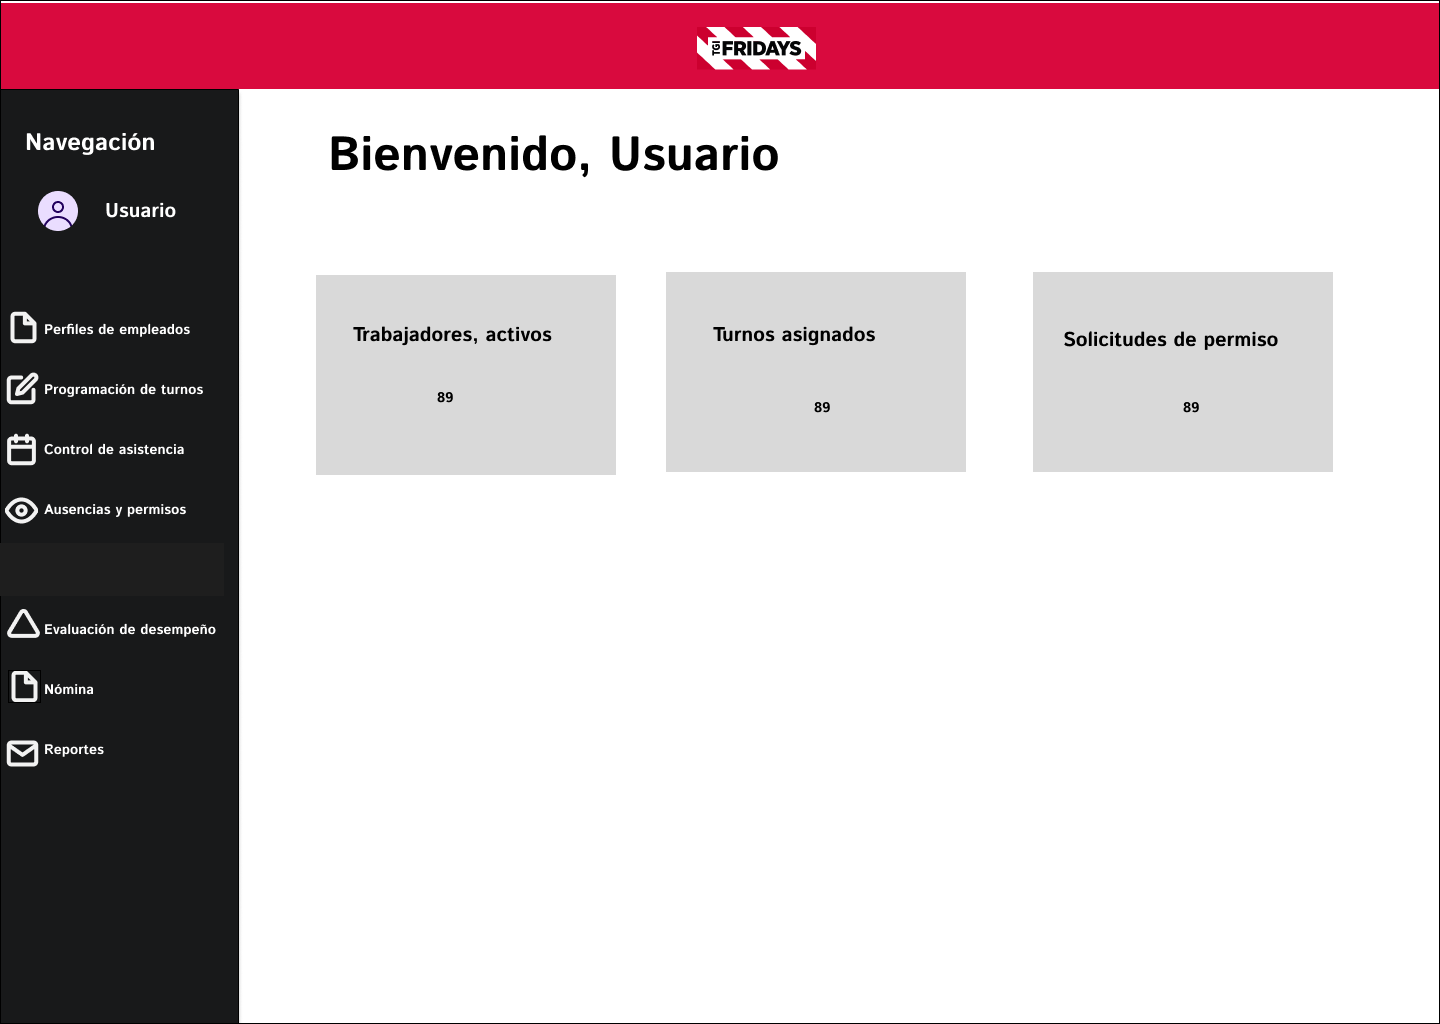 TGI FRIDAYS
Navegación
Usuario
Perfiles de empleados
Programación de turnos
Control de asistencia
Ausencias y permisos
Evaluación de desempeño
Nómina
Reportes
Bienvenido, Usuario
Trabajadores, activos
89
Turnos asignados
89
Solicitudes de permiso
89